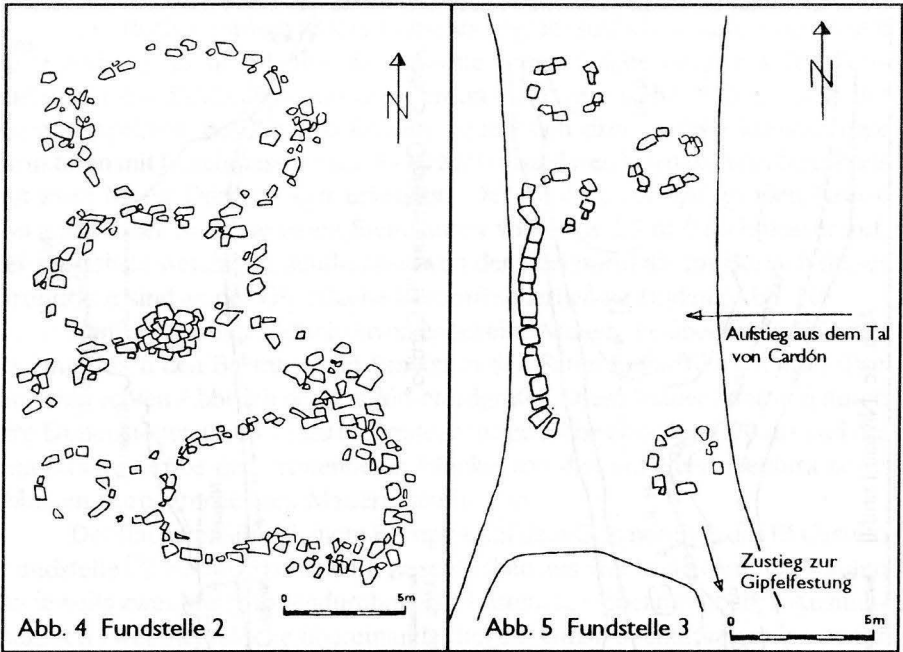 N
0 5m
Abb. 4 Fundstelle 2
N
Aufstieg aus dem Tal
von Cardón
Zustieg zur
Gipfelfestung
0 5m
Abb. 5 Fundstelle 3